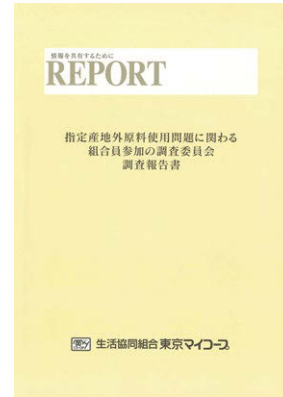 情報を共有するために
REPORT
指定産地外原料使用問題に関わる
組合員参加の調査委員会
調査報告書
生活協同組合東京マイコープ